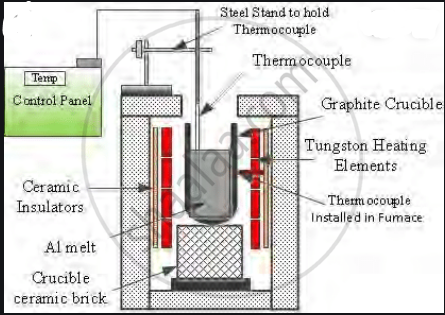 Steel Stand to hold
Thermocouple
Thermocouple
Temp
Control Panel
Graphite Crucible
Tungston Heating
Elements
Ceramic
Insulators
Thermocouple
Installed in Furnace
Al melt
Crucible
ceramic brick
shaalaa.com